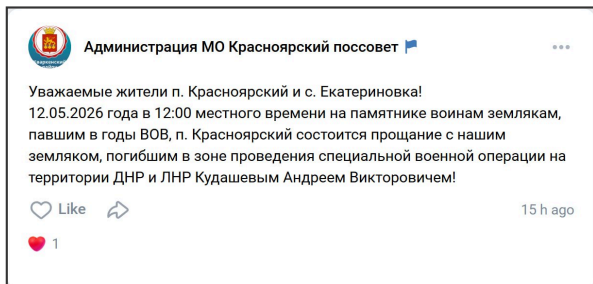 Администрация МО Красноярский поссовет
Уважаемые жители п. Красноярский и с. Екатериновка!
12.05.2026 года в 12:00 местного времени на памятнике воинам землякам,
павшим в годы ВОВ, п. Красноярский состоится прощание с нашим
земляком, погибшим в зоне проведения специальной военной операции на
территории ДНР и ЛНР Кудашевым Андреем Викторовичем!
Like
15 h ago
1